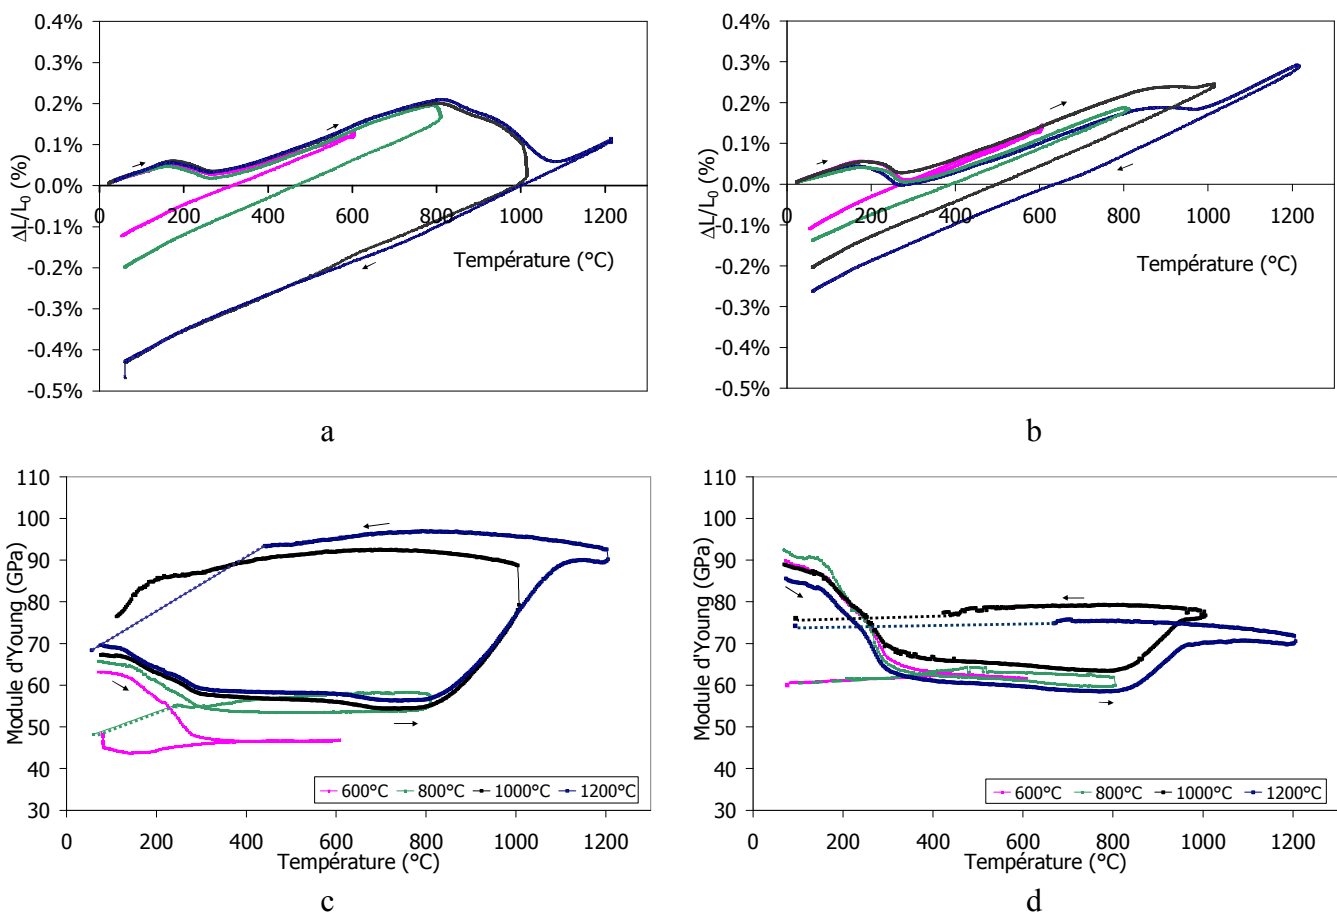 0.4%
0.3%
0.2%
0.1%
0.0%
-0.1%
-0.2%
-0.3%
-0.4%
-0.5%
ΔL/L0 (%)
0 200 400 600 800 1000 1200
Température (°C)
a
0.4%
0.3%
0.2%
0.1%
0.0%
-0.1%
-0.2%
-0.3%
-0.4%
-0.5%
ΔL/L0 (%)
0 200 400 600 800 1000 1200
Température (°C)
b
110
100
90
80
70
60
50
40
30
Module d'Young (GPa)
600°C 800°C 1000°C 1200°C
0 200 400 600 800 1000 1200
Température (°C)
c
110
100
90
80
70
60
50
40
30
Module d'Young (GPa)
600°C 800°C 1000°C 1200°C
0 200 400 600 800 1000 1200
Température (°C)
d